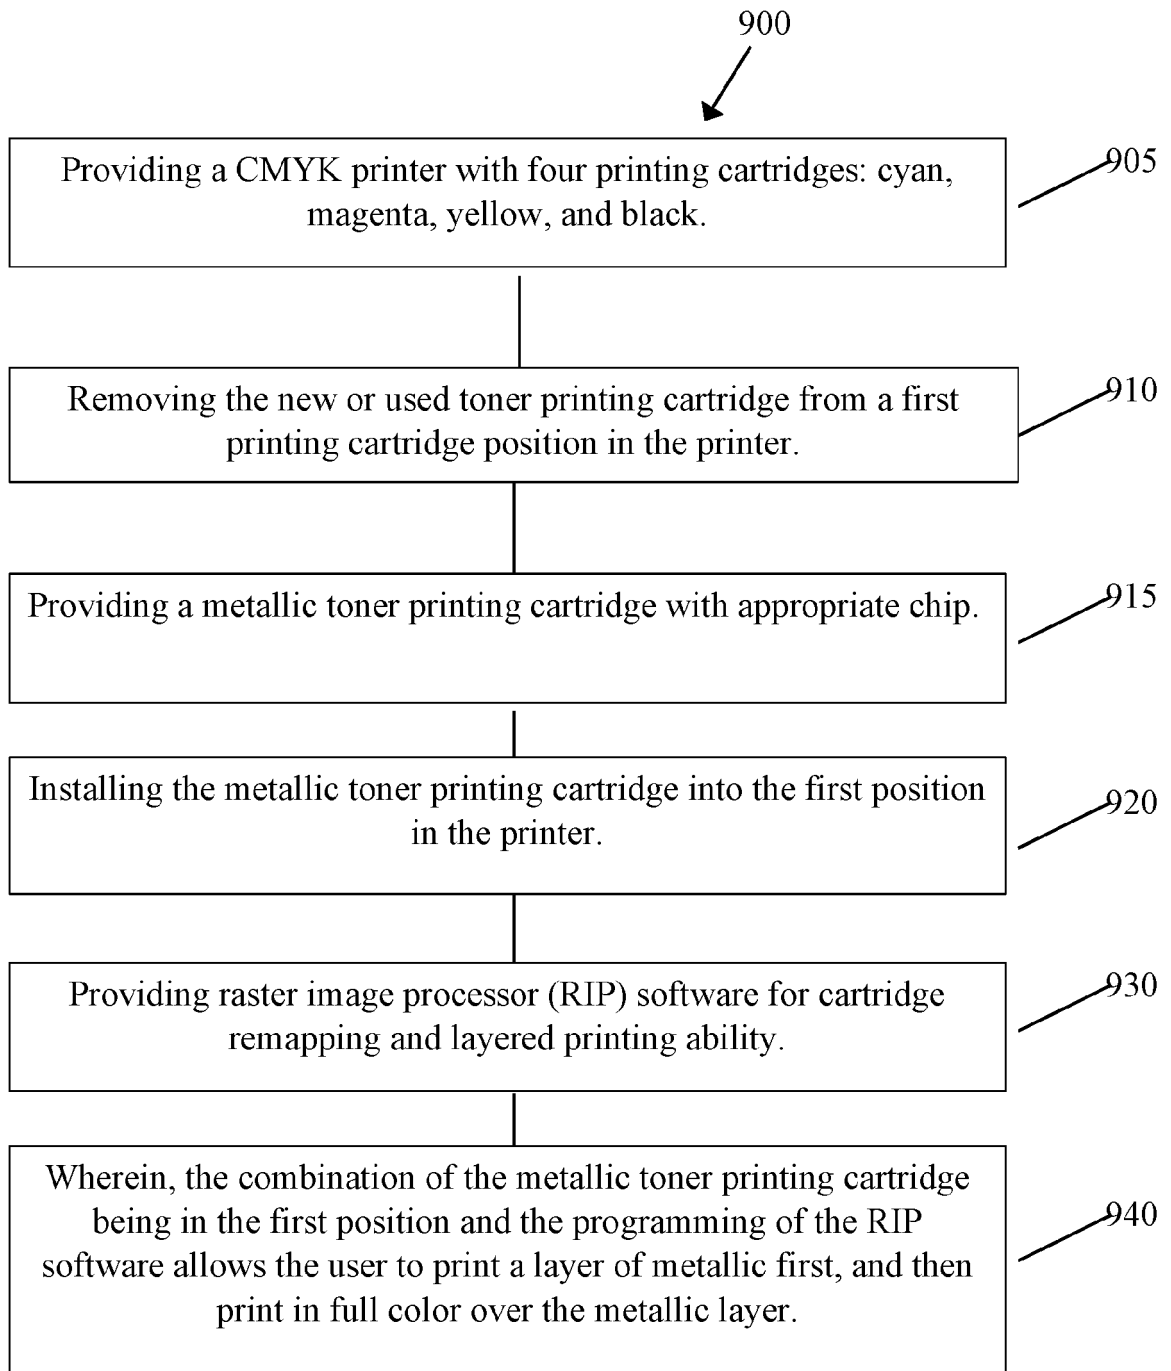 900
Providing a CMYK printer with four printing cartridges: cyan,
magenta, yellow, and black.
905
Removing the new or used toner printing cartridge from a first
printing cartridge position in the printer.
910
Providing a metallic toner printing cartridge with appropriate chip.
915
Installing the metallic toner printing cartridge into the first position
in the printer.
920
Providing raster image processor (RIP) software for cartridge
remapping and layered printing ability.
930
Wherein, the combination of the metallic toner printing cartridge
being in the first position and the programming of the RIP
software allows the user to print a layer of metallic first, and then
print in full color over the metallic layer.
940